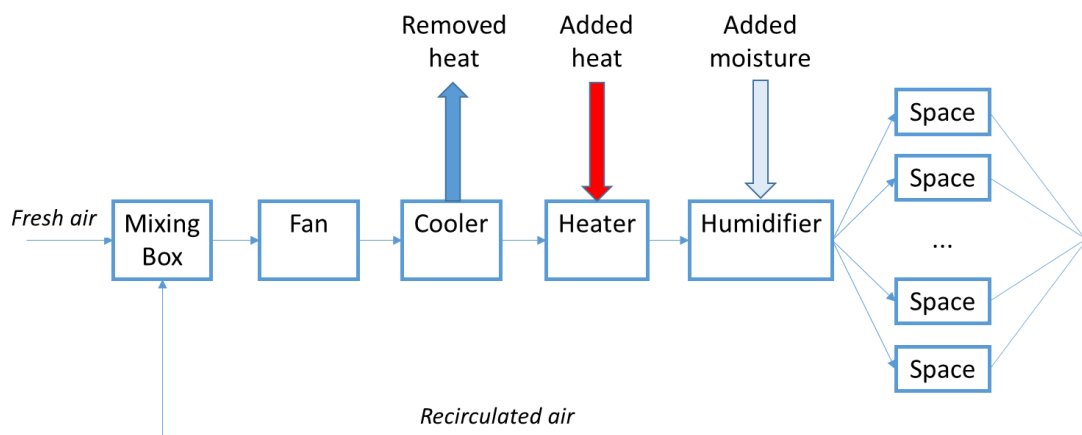 Removed
heat
Added
heat
Added
moisture
Fresh air
Mixing
Box
Fan
Cooler
Heater
Humidifier
Space
Space
...
Space
Space
Recirculated air